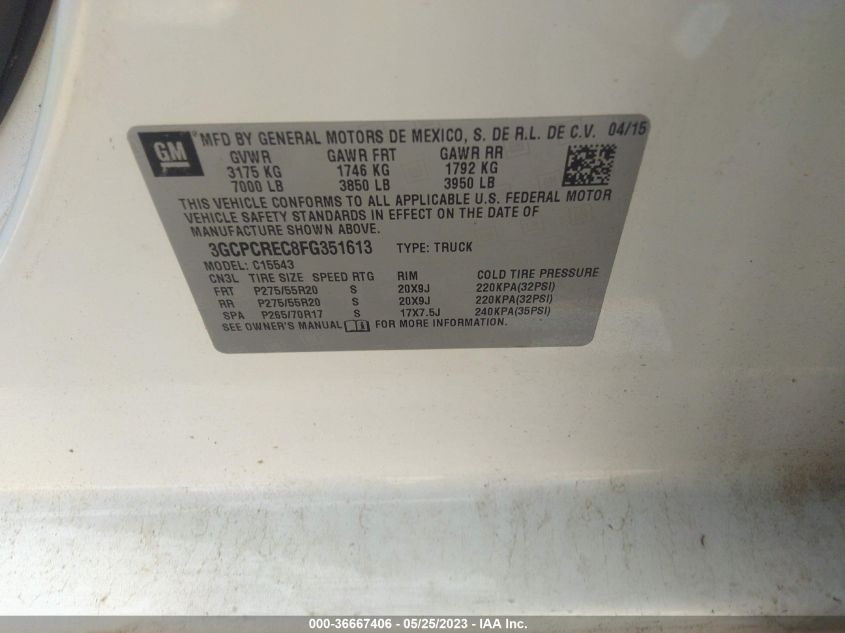 GM ® MFD BY GENERAL MOTORS DE MEXICO, S. DE R.L. DE C.V. 04/15
GVWR GAWR FRT GAWR RR
3175 KG 1746 KG 1792 KG
7000 LB 3850 LB 3950 LB
THIS VEHICLE CONFORMS TO ALL APPLICABLE U.S. FEDERAL MOTOR
VEHICLE SAFETY STANDARDS IN EFFECT ON THE DATE OF
MANUFACTURE SHOWN ABOVE.
3GCPCREC8FG351613 TYPE: TRUCK
MODEL: C15543
CN3L TIRE SIZE SPEED RTG RIM COLD TIRE PRESSURE
FRT P275/55R20 S 20X9J 220KPA(32PSI)
RR P275/55R20 S 20X9J 220KPA(32PSI)
SPA P265/70R17 S 17X7.5J 240KPA(35PSI)
SEE OWNER'S MANUAL FOR MORE INFORMATION.
000-36667406 - 05/25/2023 - IAA Inc.